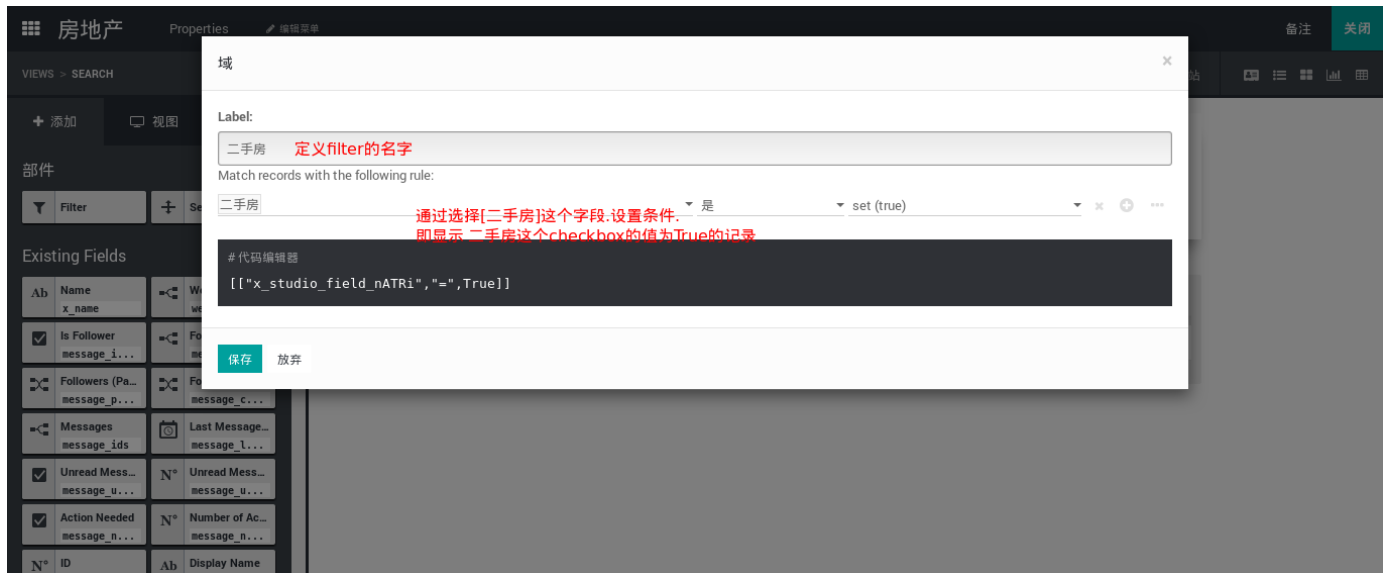 房地产 Properties 编辑菜单 备注 关闭
VIEWS > SEARCH 域 × 站
添加 视图
Label:
二手房 定义filter的名字
Match records with the following rule:
部件
Filter Se
二手房 是 set (true)
通过选择[二手房]这个字段.设置条件.
即显示 二手房这个checkbox的值为True的记录
Existing Fields
#代码编辑器
[["x_studio_field_nATRi","=",True]]
Ab Name
x_name
Is Follower Fo
message_i...
保存 放弃
Followers (Pa... Fo
message_p... message_c...
Messages Last Message...
message_ids message_l...
Unread Mess... N° Unread Mess...
message_u... message_u...
Action Needed N° Number of Ac...
message_n... message_n...
N° ID Ab Display Name